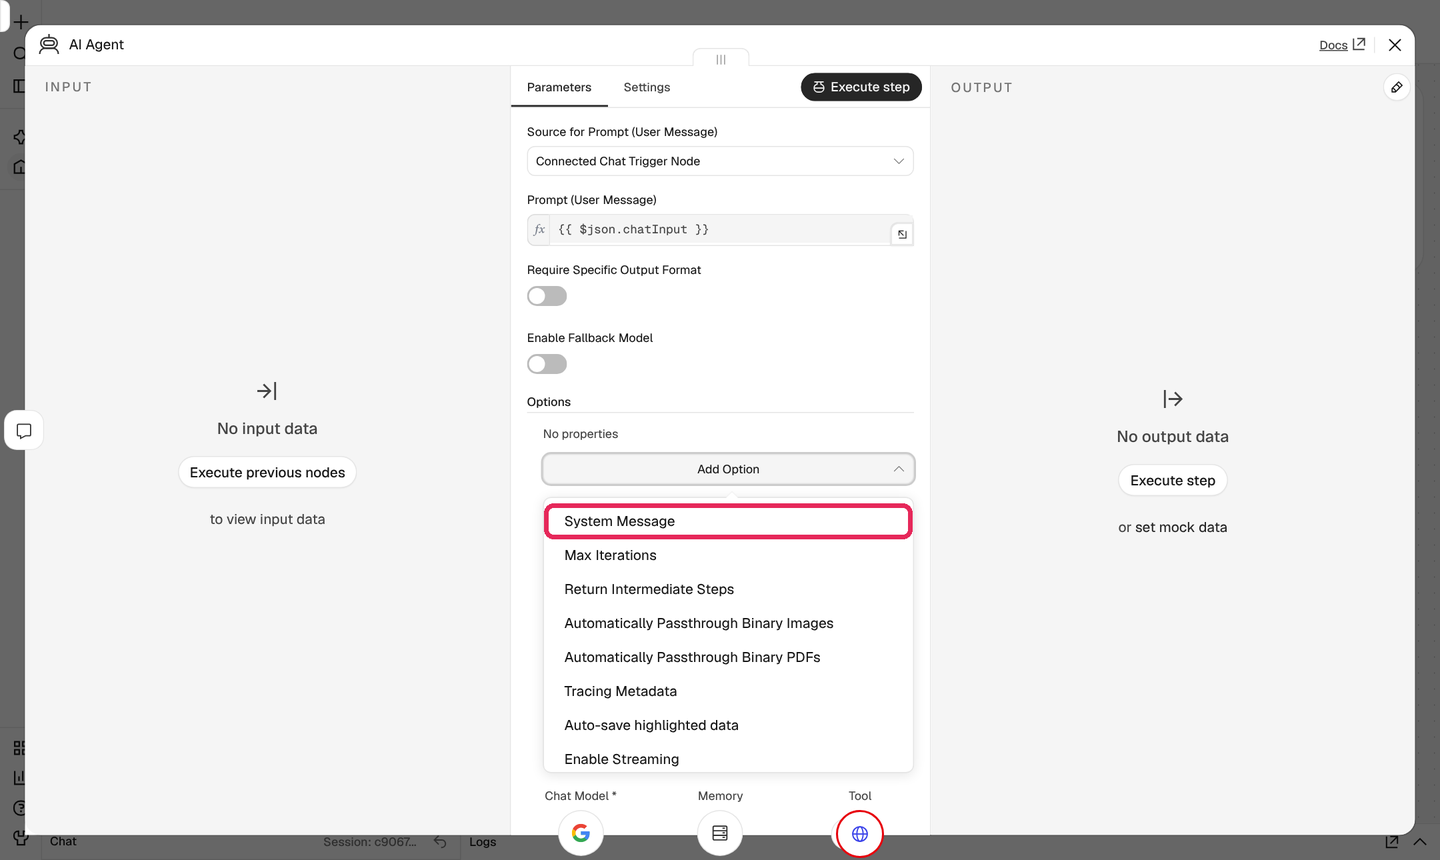 AI Agent
Docs
INPUT
No input data
Execute previous nodes
to view input data
Parameters
Settings
Execute step
Source for Prompt (User Message)
Connected Chat Trigger Node
Prompt (User Message)
fx
{{ $json.chatInput }}
Require Specific Output Format
Enable Fallback Model
Options
No properties
Add Option
System Message
Max Iterations
Return Intermediate Steps
Automatically Passthrough Binary Images
Automatically Passthrough Binary PDFs
Tracing Metadata
Auto-save highlighted data
Enable Streaming
Chat Model *
Memory
Tool
OUTPUT
No output data
Execute step
or set mock data
Chat
Session: c9067...
Logs